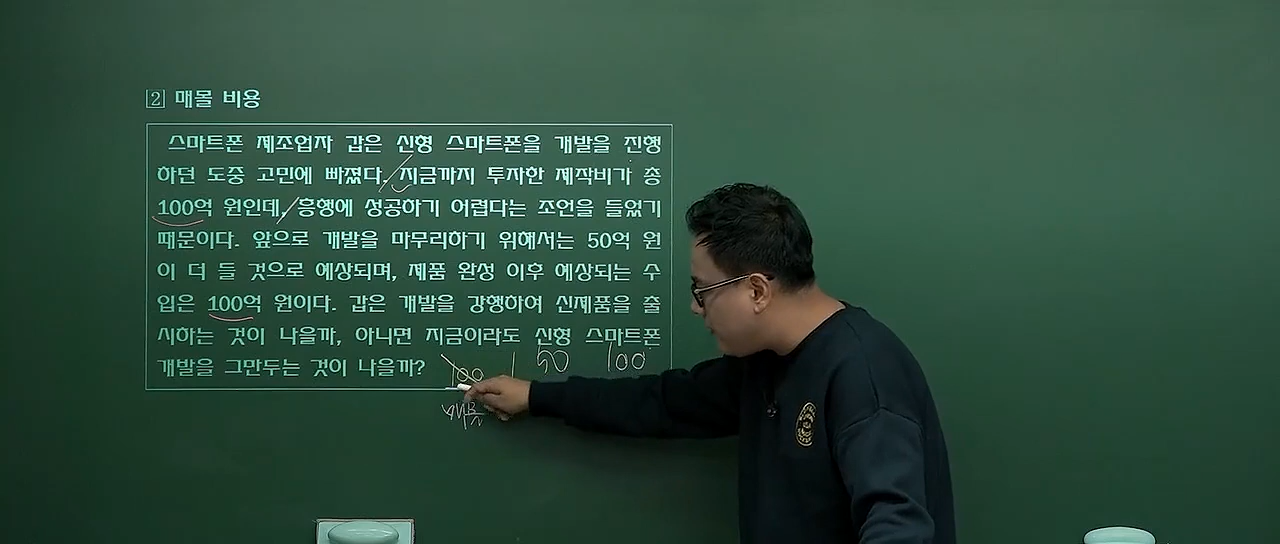 ② 매몰 비용
스마트폰 제조업자 갑은 신형 스마트폰을 개발을 진행
하던 도중 고민에 빠졌다. 지금까지 투자한 제작비가 총
100억 원인데, 흥행에 성공하기 어렵다는 조언을 들었기
때문이다. 앞으로 개발을 마무리하기 위해서는 50억 원
이 더 들 것으로 예상되며, 제품 완성 이후 예상되는 수
입은 100억 원이다. 갑은 개발을 강행하여 신제품을 출
시하는 것이 나을까, 아니면 지금이라도 신형 스마트폰
개발을 그만두는 것이 나을까?
100 50 100